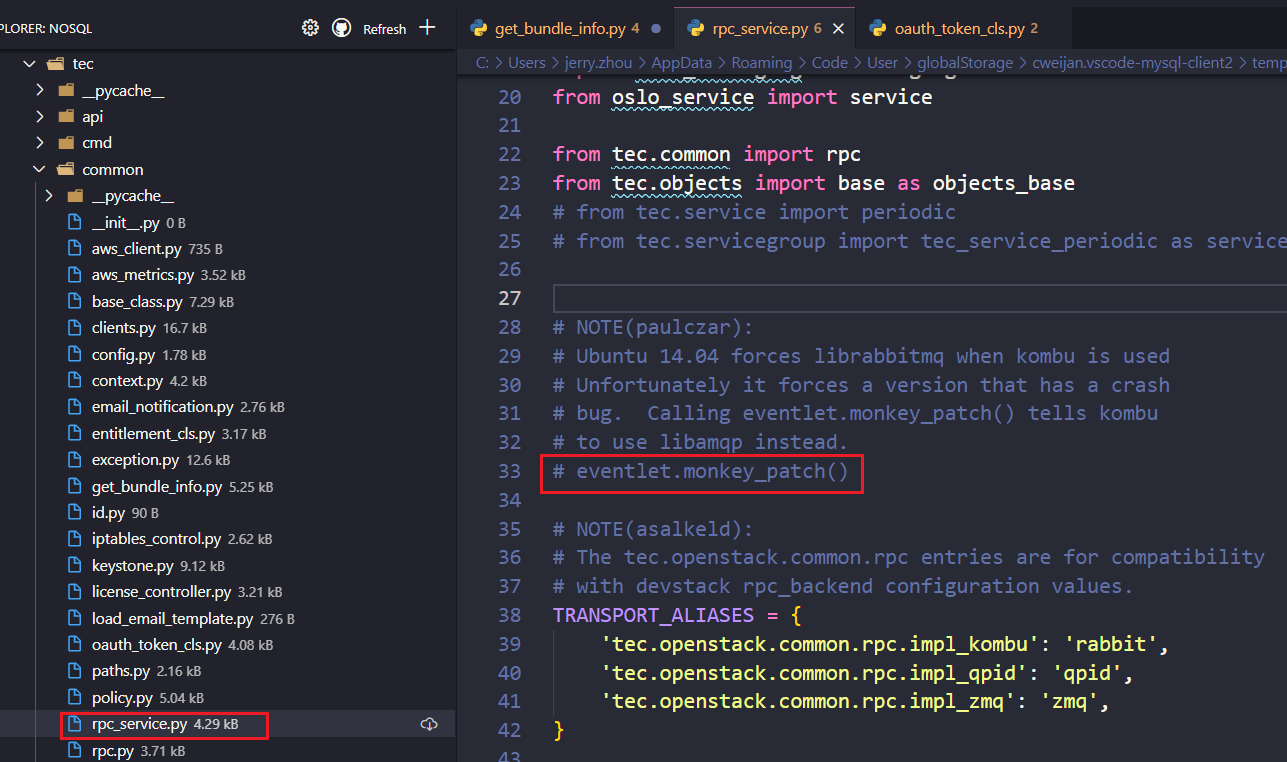 PLORER: NOSQL
Refresh
tec
__pycache__
api
cmd
common
__pycache__
__init__.py 0 B
aws_client.py 735 B
aws_metrics.py 3.52 kB
base_class.py 7.29 kB
clients.py 16.7 kB
config.py 1.78 kB
context.py 4.2 kB
email_notification.py 2.76 kB
entitlement_cls.py 3.17 kB
exception.py 12.6 kB
get_bundle_info.py 5.25 kB
id.py 90 B
iptables_control.py 2.62 kB
keystone.py 9.12 kB
license_controller.py 3.21 kB
load_email_template.py 276 B
oauth_token_cls.py 4.08 kB
paths.py 2.16 kB
policy.py 5.04 kB
rpc_service.py 4.29 kB
rpc.py 3.71 kB
get_bundle_info.py 4
rpc_service.py 6
oauth_token_cls.py 2
C: > Users > jerry.zhou > AppData > Roaming > Code > User > globalStorage > cweijan.vscode-mysql-client2 > temp
20 from oslo_service import service
21
22 from tec.common import rpc
23 from tec.objects import base as objects_base
24 # from tec.service import periodic
25 # from tec.servicegroup import tec_service_periodic as service
26
27
28 # NOTE(paulczar):
29 # Ubuntu 14.04 forces librabbitmq when kombu is used
30 # Unfortunately it forces a version that has a crash
31 # bug.  Calling eventlet.monkey_patch() tells kombu
32 # to use libamqp instead.
33 # eventlet.monkey_patch()
34
35 # NOTE(asalkeld):
36 # The tec.openstack.common.rpc entries are for compatibility
37 # with devstack rpc_backend configuration values.
38 TRANSPORT_ALIASES = {
39     'tec.openstack.common.rpc.impl_kombu': 'rabbit',
40     'tec.openstack.common.rpc.impl_qpid': 'qpid',
41     'tec.openstack.common.rpc.impl_zmq': 'zmq',
42 }
43